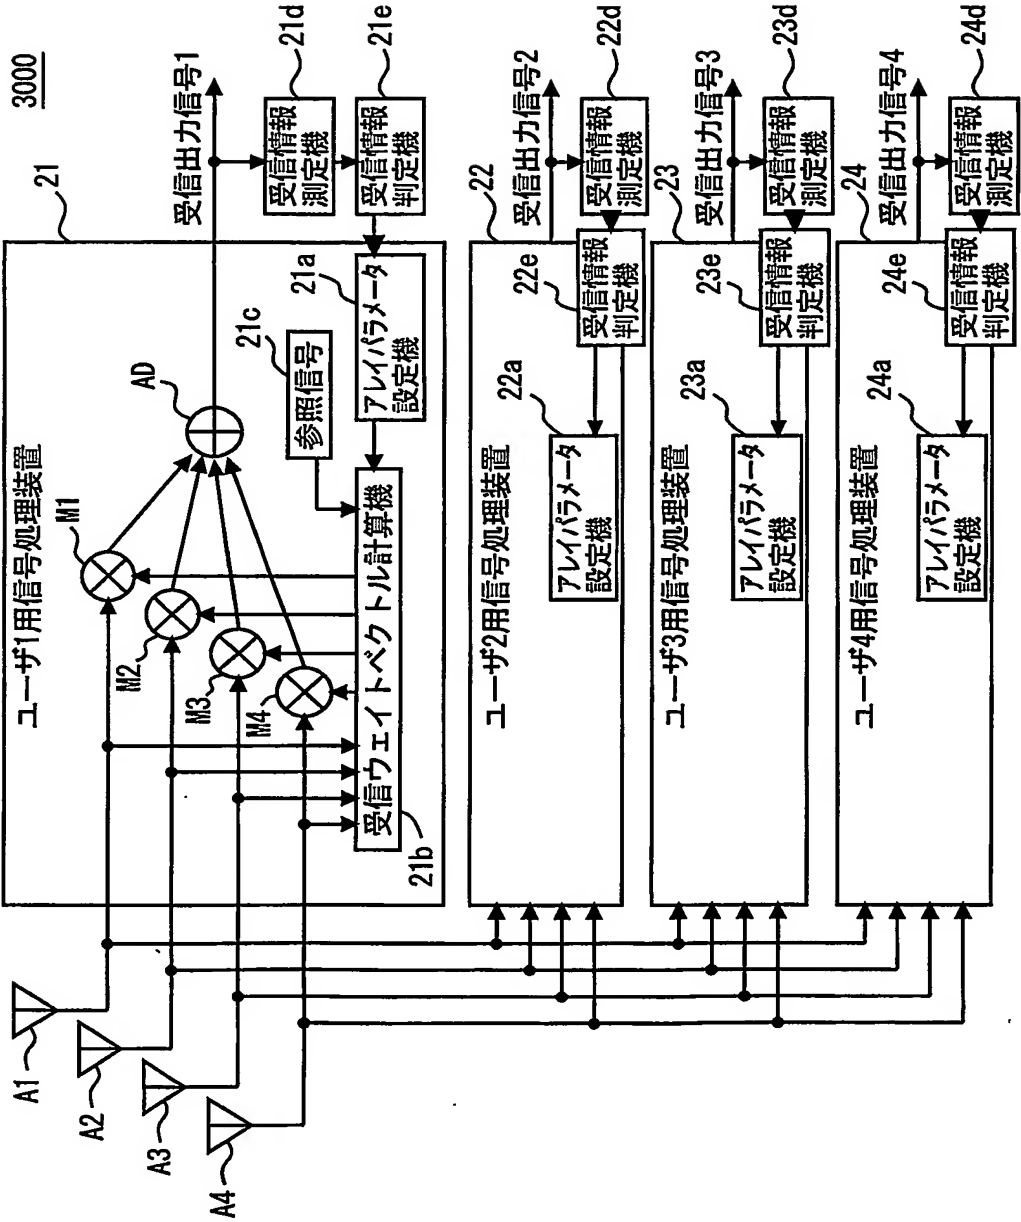 3000
ユーザ1用信号処理装置
21
A1
A2
A3
A4
M1
M2
M3
M4
AD
受信出力信号1
受信情報
測定機
21d
受信情報
判定機
21e
アレイパラメータ
設定機
21a
参照信号
21c
受信ウェイトベクトル計算機
21b
ユーザ2用信号処理装置
22
受信出力信号2
受信情報
測定機
22d
受信情報
判定機
22e
アレイパラメータ
設定機
22a
ユーザ3用信号処理装置
23
受信出力信号3
受信情報
測定機
23d
受信情報
判定機
23e
アレイパラメータ
設定機
23a
ユーザ4用信号処理装置
24
受信出力信号4
受信情報
測定機
24d
受信情報
判定機
24e
アレイパラメータ
設定機
24a